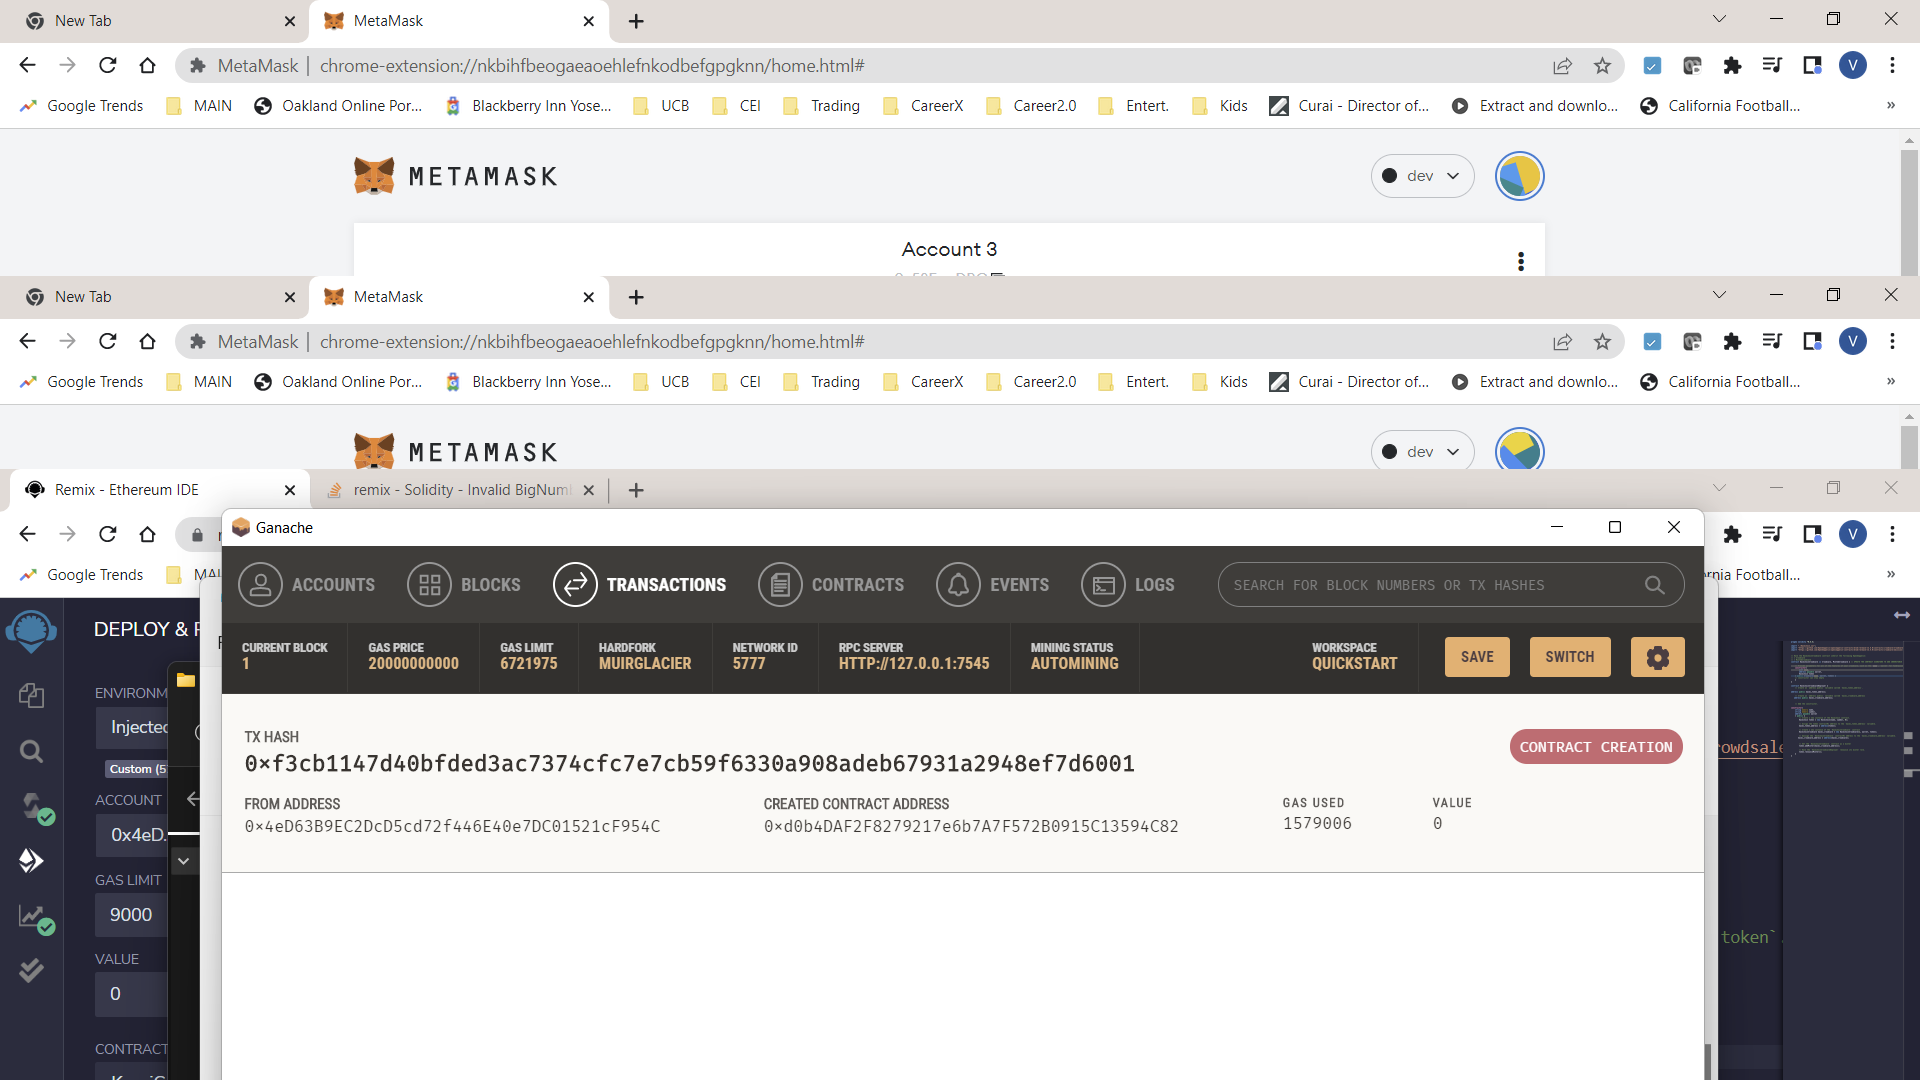 New Tab
MetaMask
MetaMask | chrome-extension://nkbihfbeogaeaoehlefnkodbefgpgknn/home.html#
V
Google Trends MAIN Oakland Online Por... Blackberry Inn Yose... UCB CEI Trading CareerX Career2.0 Entert. Kids Curai - Director of... Extract and downlo... California Football... »
METAMASK
dev
Account 3
New Tab
MetaMask
MetaMask | chrome-extension://nkbihfbeogaeaoehlefnkodbefgpgknn/home.html#
V
Google Trends MAIN Oakland Online Por... Blackberry Inn Yose... UCB CEI Trading CareerX Career2.0 Entert. Kids Curai - Director of... Extract and downlo... California Football... »
METAMASK
dev
Remix - Ethereum IDE
remix - Solidity - Invalid BigNum
V
Google Trends
rnia Football... »
Ganache
ACCOUNTS BLOCKS TRANSACTIONS CONTRACTS EVENTS LOGS
SEARCH FOR BLOCK NUMBERS OR TX HASHES
CURRENT BLOCK
1
GAS PRICE
20000000000
GAS LIMIT
6721975
HARDFORK
MUIRGLACIER
NETWORK ID
5777
RPC SERVER
HTTP://127.0.0.1:7545
MINING STATUS
AUTOMINING
WORKSPACE
QUICKSTART
SAVE
SWITCH
TX HASH
0×f3cb1147d40bfded3ac7374cfc7e7cb59f6330a908adeb67931a2948ef7d6001
CONTRACT CREATION
FROM ADDRESS
0×4eD63B9EC2DcD5cd72f446E40e7DC01521cF954C
CREATED CONTRACT ADDRESS
0×d0b4DAF2F8279217e6b7A7F572B0915C13594C82
GAS USED
1579006
VALUE
0
DEPLOY &
ENVIRONM
Injected
Custom (5
ACCOUNT
0x4eD.
GAS LIMIT
9000
VALUE
0
CONTRACT
rowdsale
token`.